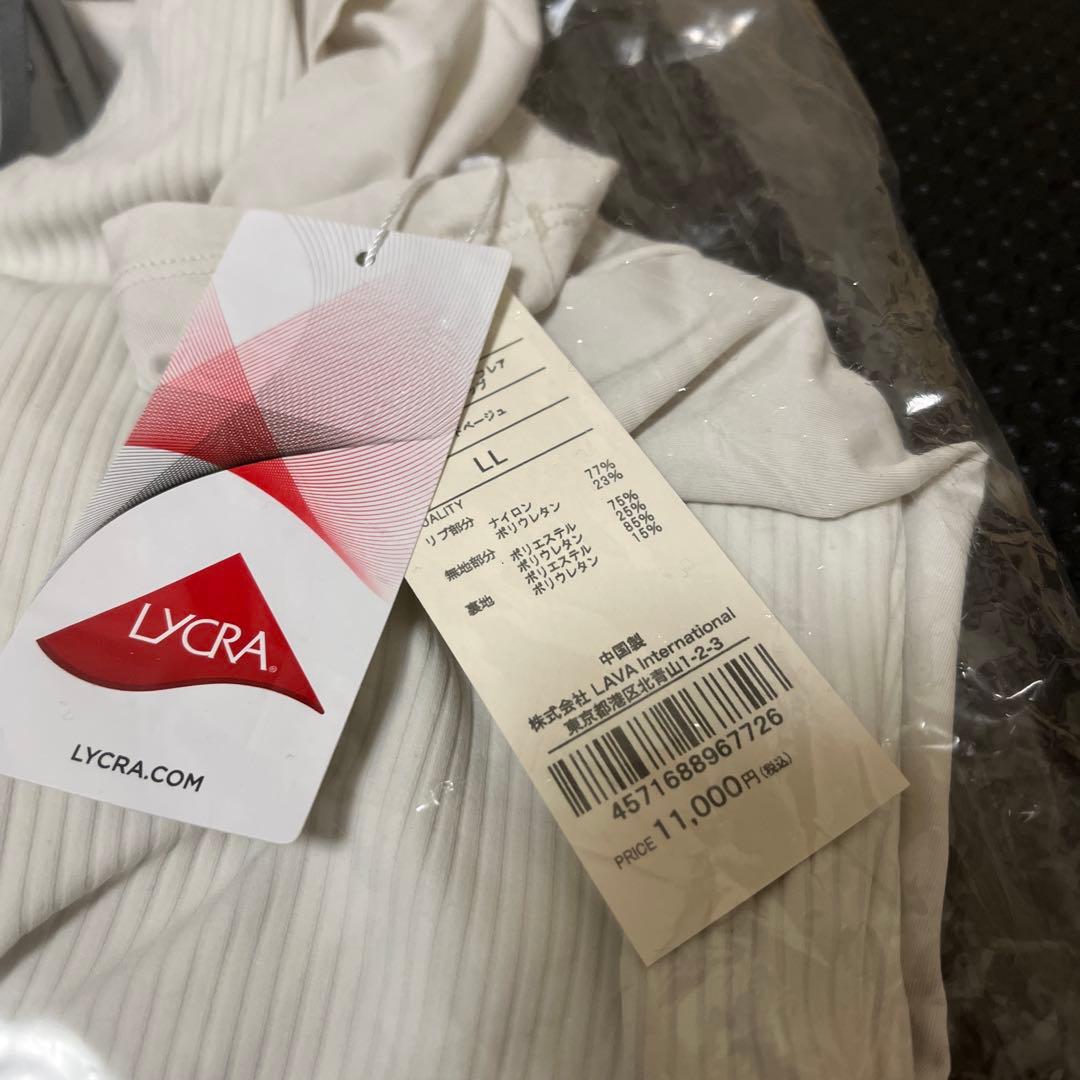 LYCRA®
LYCRA.COM
ベージュ
LL
リブ部分 ナイロン 77%
ポリウレタン 23%
無地部分 ポリエステル 75%
ポリウレタン 25%
裏地 ポリエステル 85%
ポリウレタン 15%
中国製
株式会社 LAVA International
東京都港区北青山1-2-3
4571688967726
PRICE 11,000円(税込)